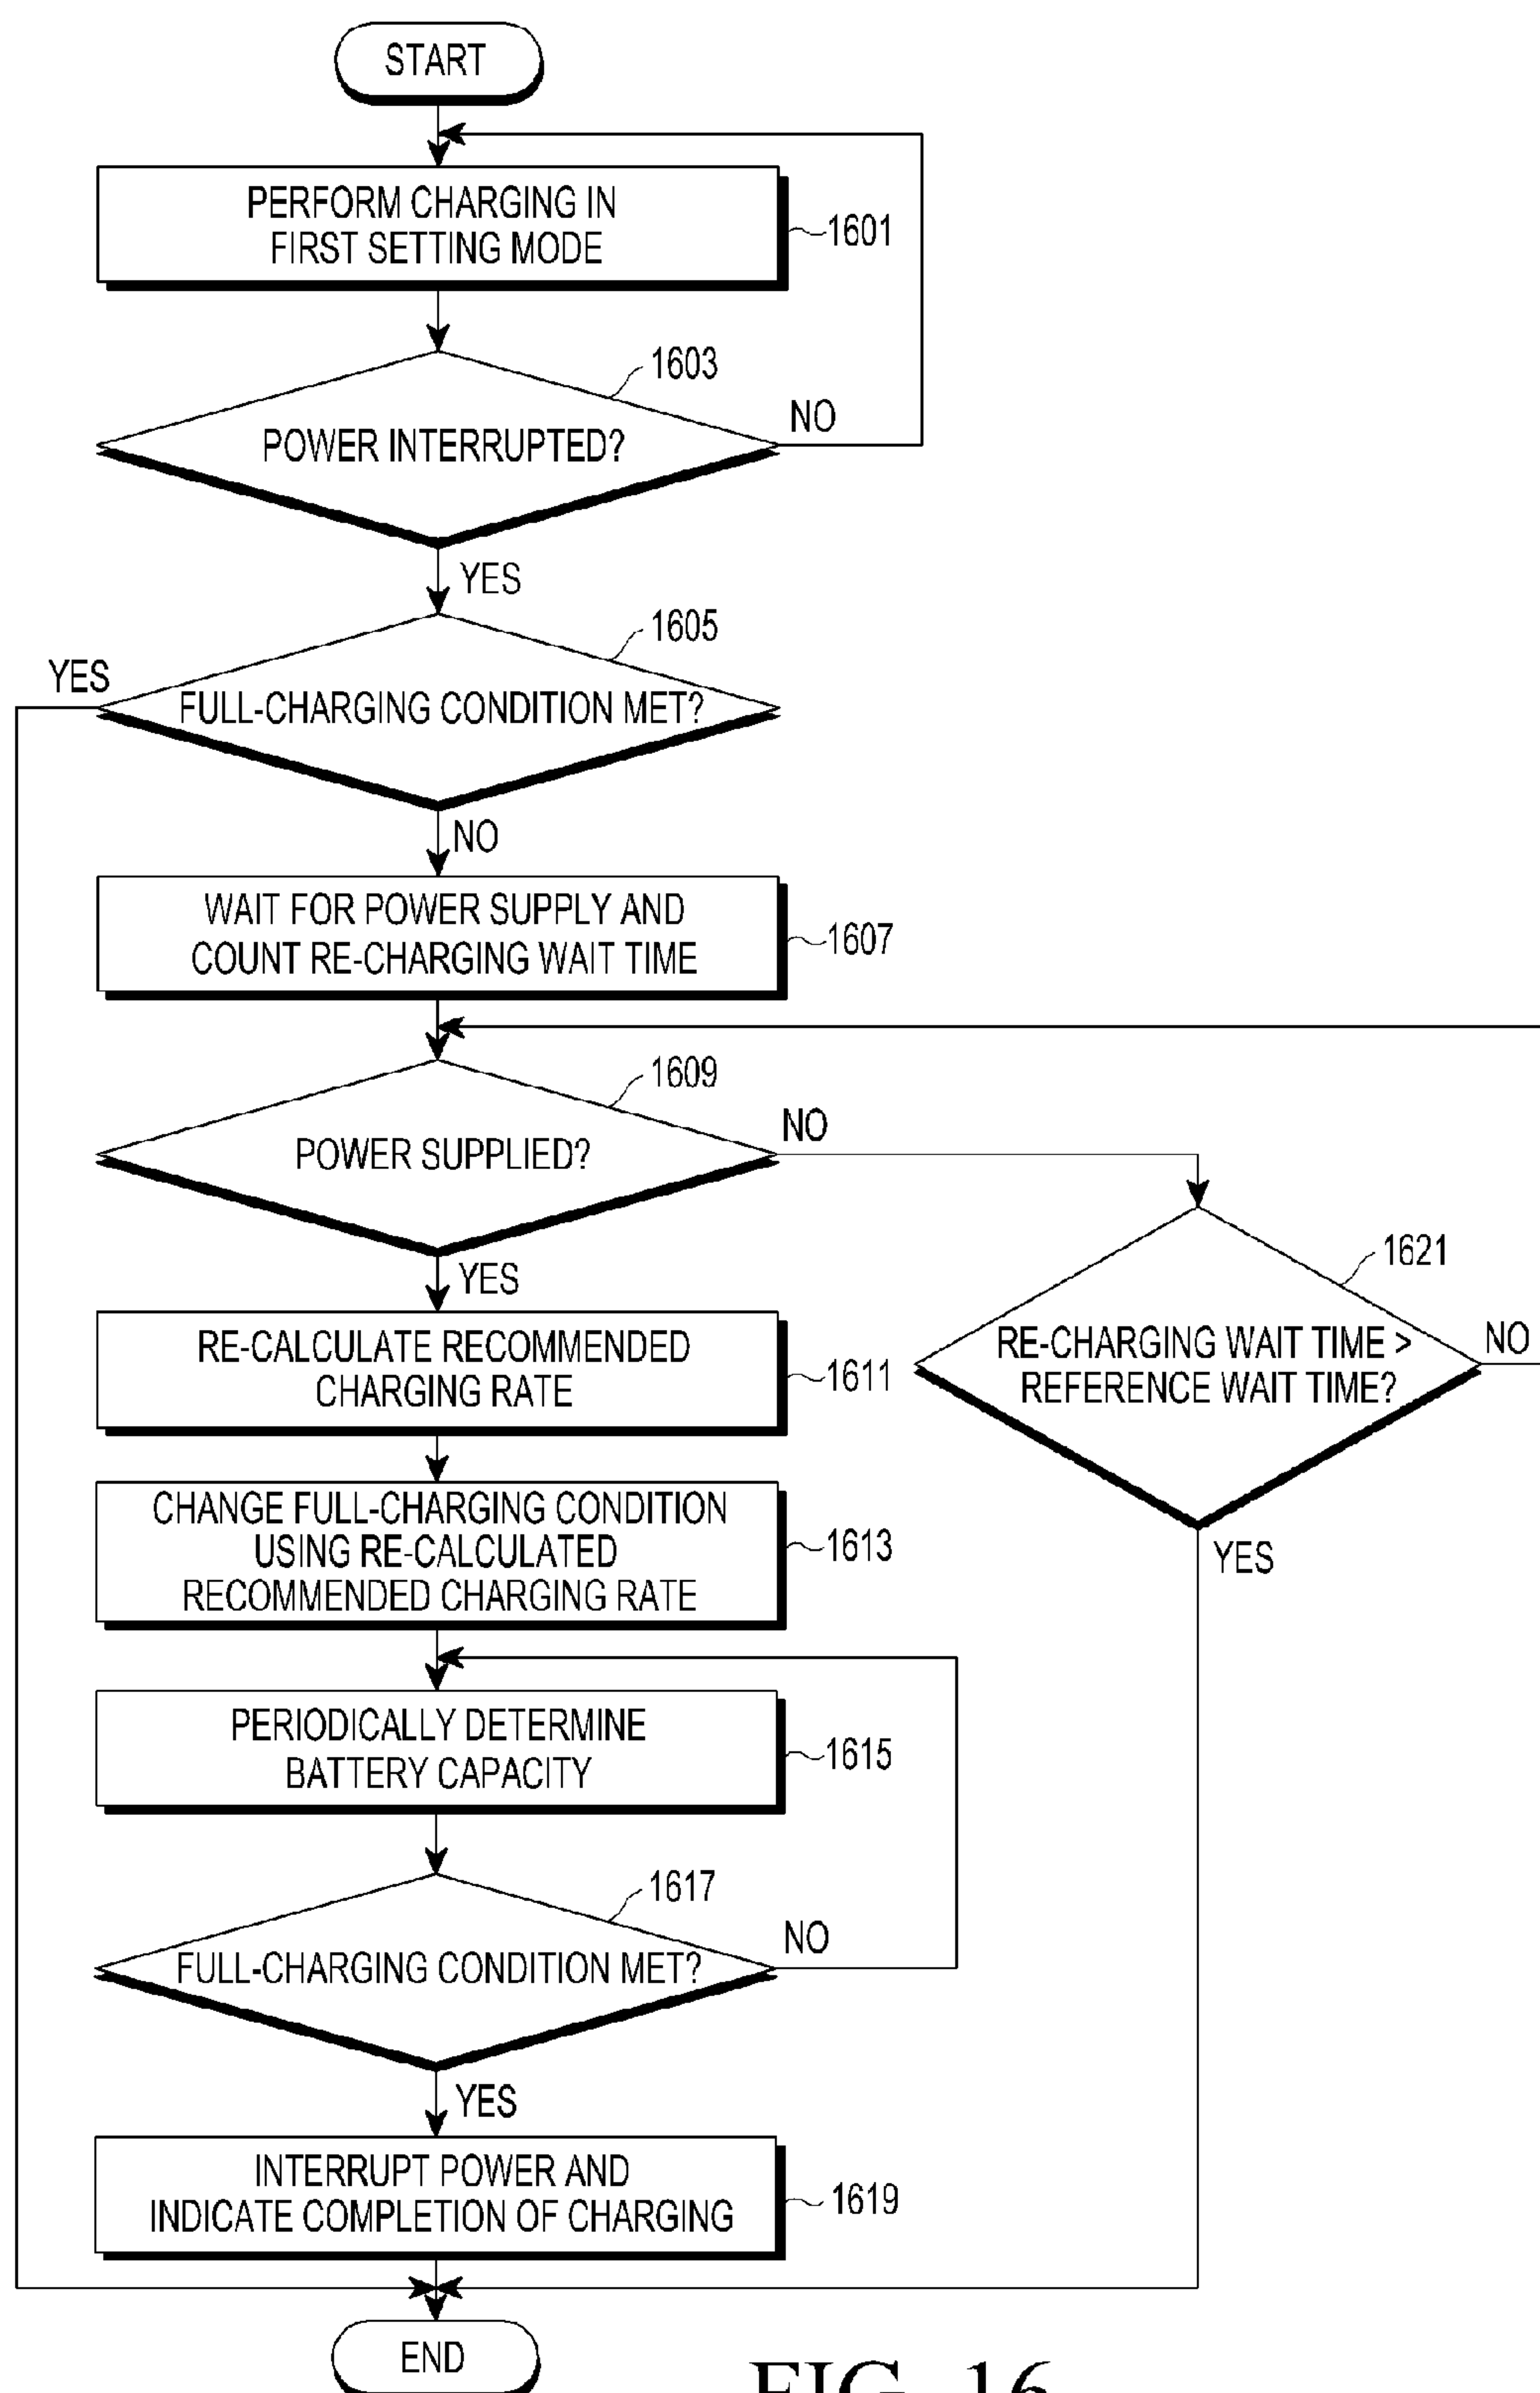 START
PERFORM CHARGING IN
FIRST SETTING MODE
1601
1603
POWER INTERRUPTED?
NO
YES
1605
YES
FULL-CHARGING CONDITION MET?
NO
WAIT FOR POWER SUPPLY AND
COUNT RE-CHARGING WAIT TIME
1607
1609
POWER SUPPLIED?
NO
YES
1621
RE-CHARGING WAIT TIME >
REFERENCE WAIT TIME?
NO
YES
RE-CALCULATE RECOMMENDED
CHARGING RATE
1611
CHANGE FULL-CHARGING CONDITION
USING RE-CALCULATED
RECOMMENDED CHARGING RATE
1613
PERIODICALLY DETERMINE
BATTERY CAPACITY
1615
1617
FULL-CHARGING CONDITION MET?
NO
YES
INTERRUPT POWER AND
INDICATE COMPLETION OF CHARGING
1619
END
FIG. 16